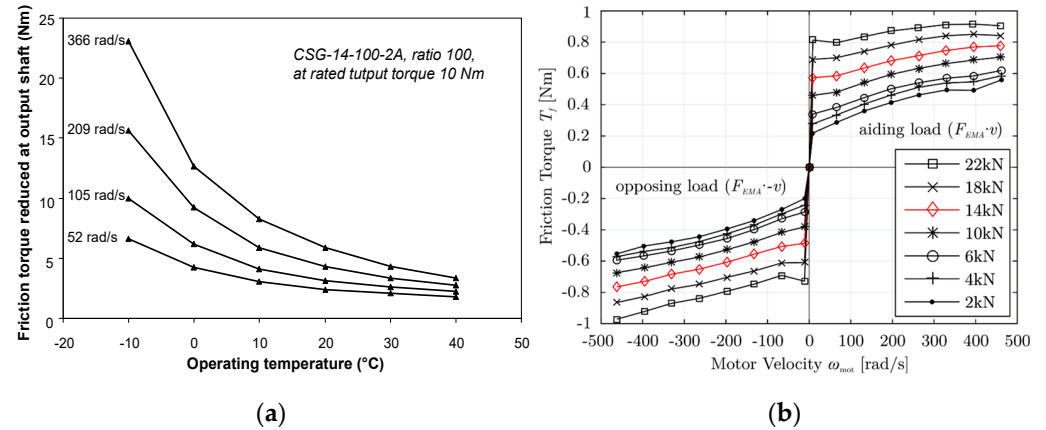 25
20
15
10
5
0
-20
-10
0
10
20
30
40
50
Friction torque reduced at output shaft (Nm)
Operating temperature (°C)
366 rad/s
209 rad/s
105 rad/s
52 rad/s
CSG-14-100-2A, ratio 100,
at rated tutput torque 10 Nm
(a)
1
0.8
0.6
0.4
0.2
0
-0.2
-0.4
-0.6
-0.8
-1
-500
-400
-300
-200
-100
0
100
200
300
400
500
Friction Torque Tf [Nm]
Motor Velocity ωmot [rad/s]
aiding load (FEMA·v)
opposing load (FEMA·-v)
22kN
18kN
14kN
10kN
6kN
4kN
2kN
(b)